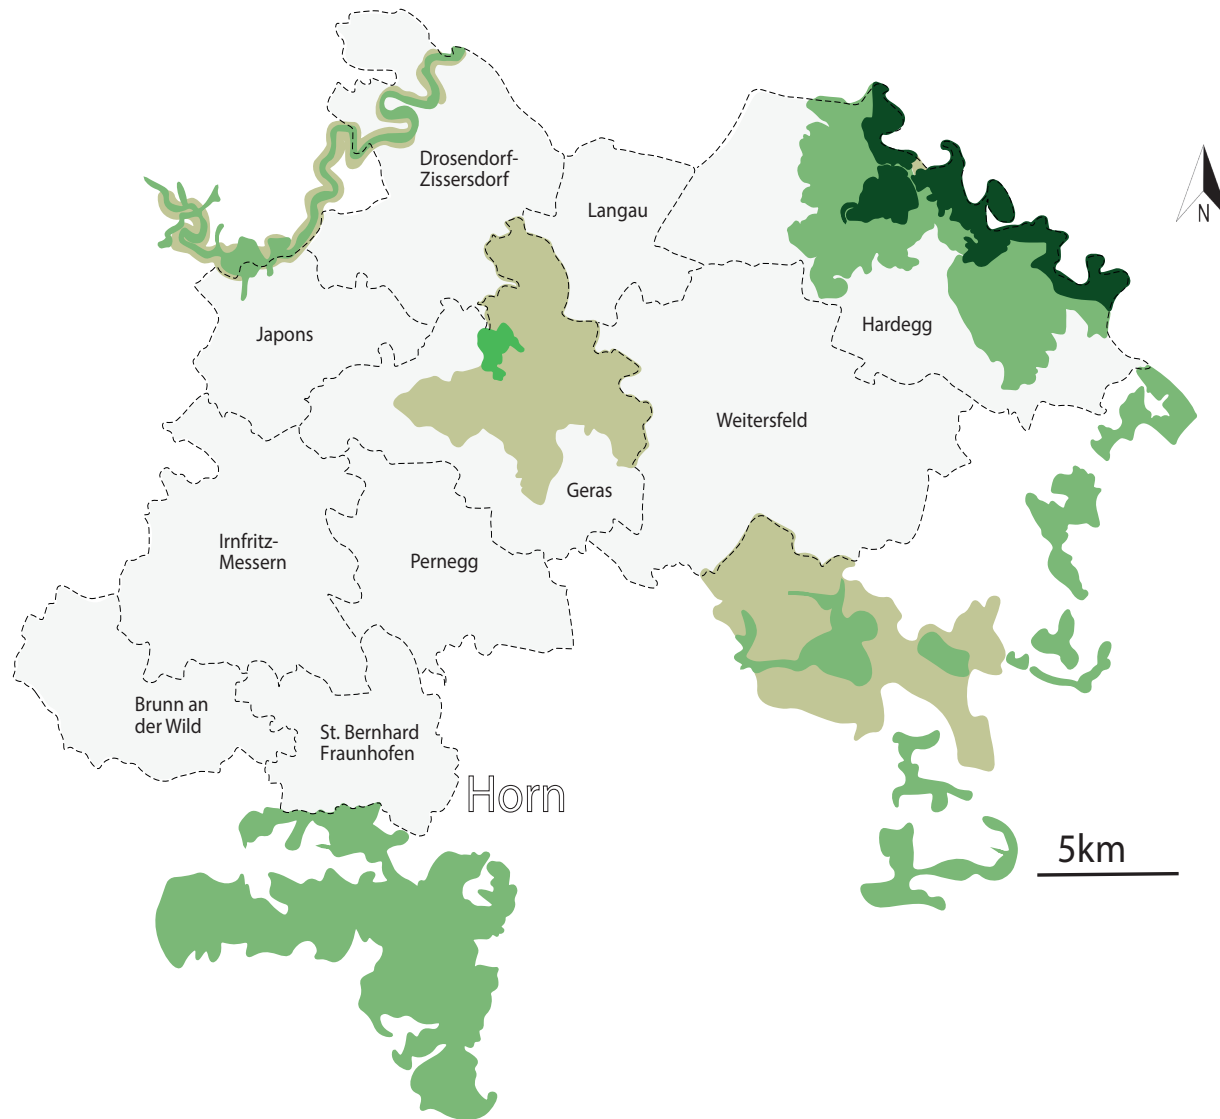 Drosendorf-
Zissersdorf
Langau
N
Japons
Hardegg
Weitersfeld
Geras
Irnfritz-
Messern
Pernegg
Brunn an
der Wild
St. Bernhard
Fraunhofen
Horn
5km